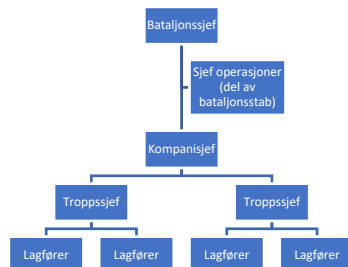 Bataljonssjef
Sjef operasjoner
(del av
bataljonsstab)
Kompanisjef
Troppssjef
Troppssjef
Lagfører
Lagfører
Lagfører
Lagfører